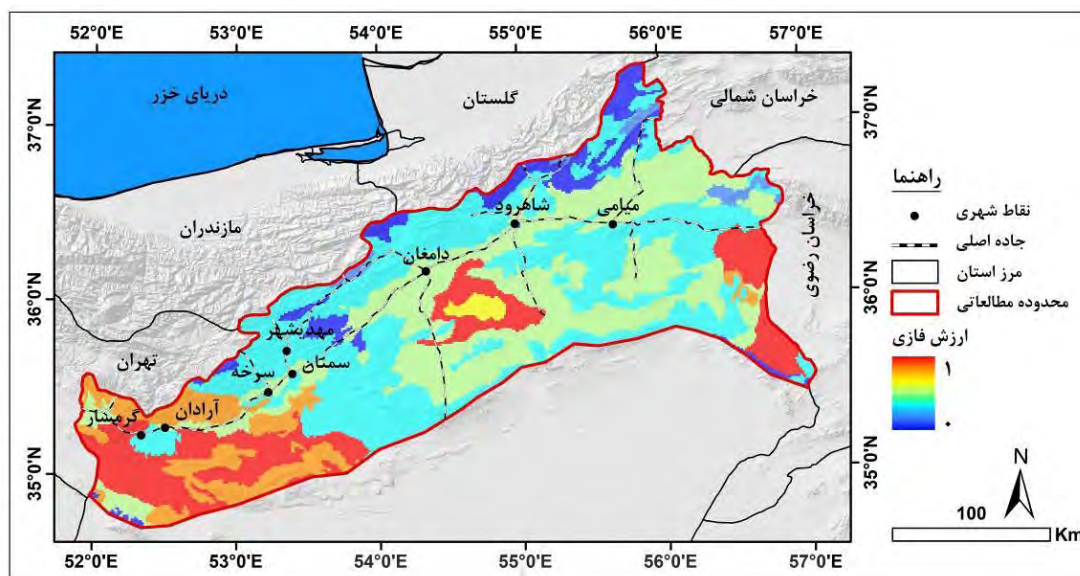 52°0'E 53°0'E 54°0'E 55°0'E 56°0'E 57°0'E
دریای خزر
گلستان
خراسان شمالی
37°0'N
37°0'N
مازندران
شاهرود
میامی
خراسان رضوی
دامغان
36°0'N
36°0'N
مهدیشهر
تهران
سمنان
سرخه
آرادان
گرمسار
35°0'N
35°0'N
52°0'E 53°0'E 54°0'E 55°0'E 56°0'E 57°0'E
راهنما
نقاط شهری
جاده اصلی
مرز استان
محدوده مطالعاتی
ارزش فازی
۱
۰
N
100
Km